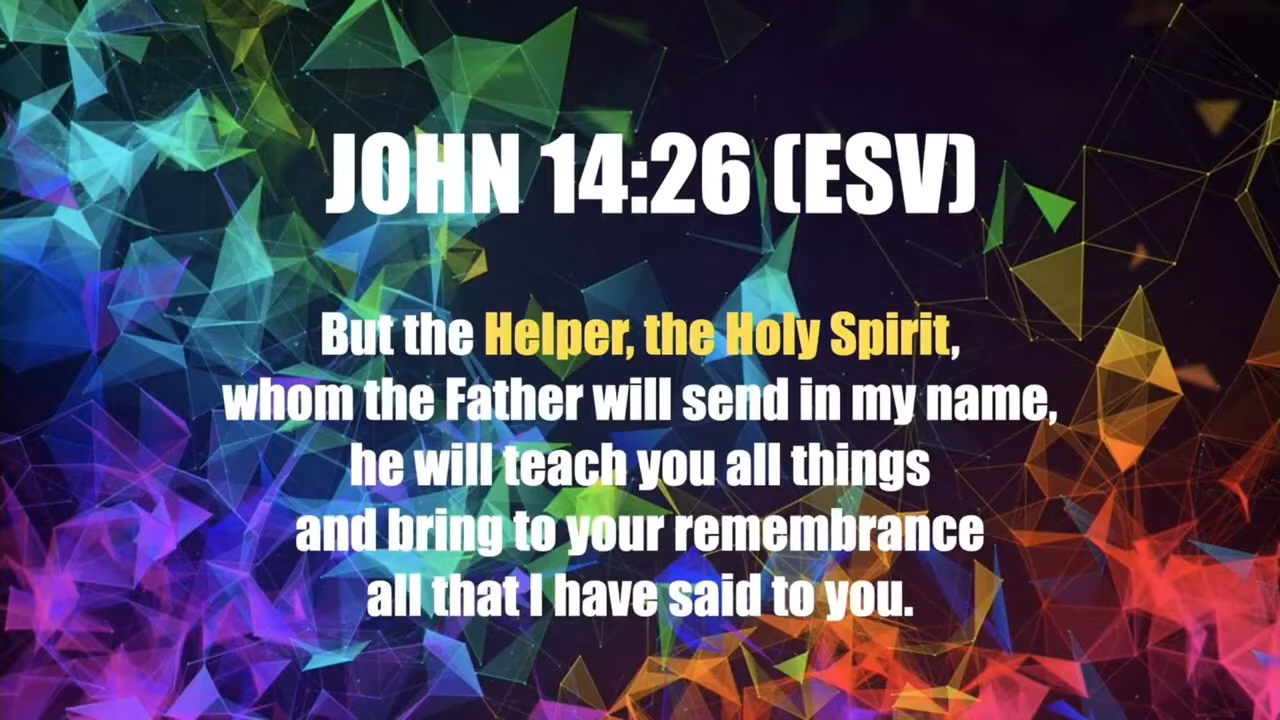 JOHN 14:26 (ESV)
But the Helper, the Holy Spirit,
whom the Father will send in my name,
he will teach you all things
and bring to your remembrance
all that I have said to you.